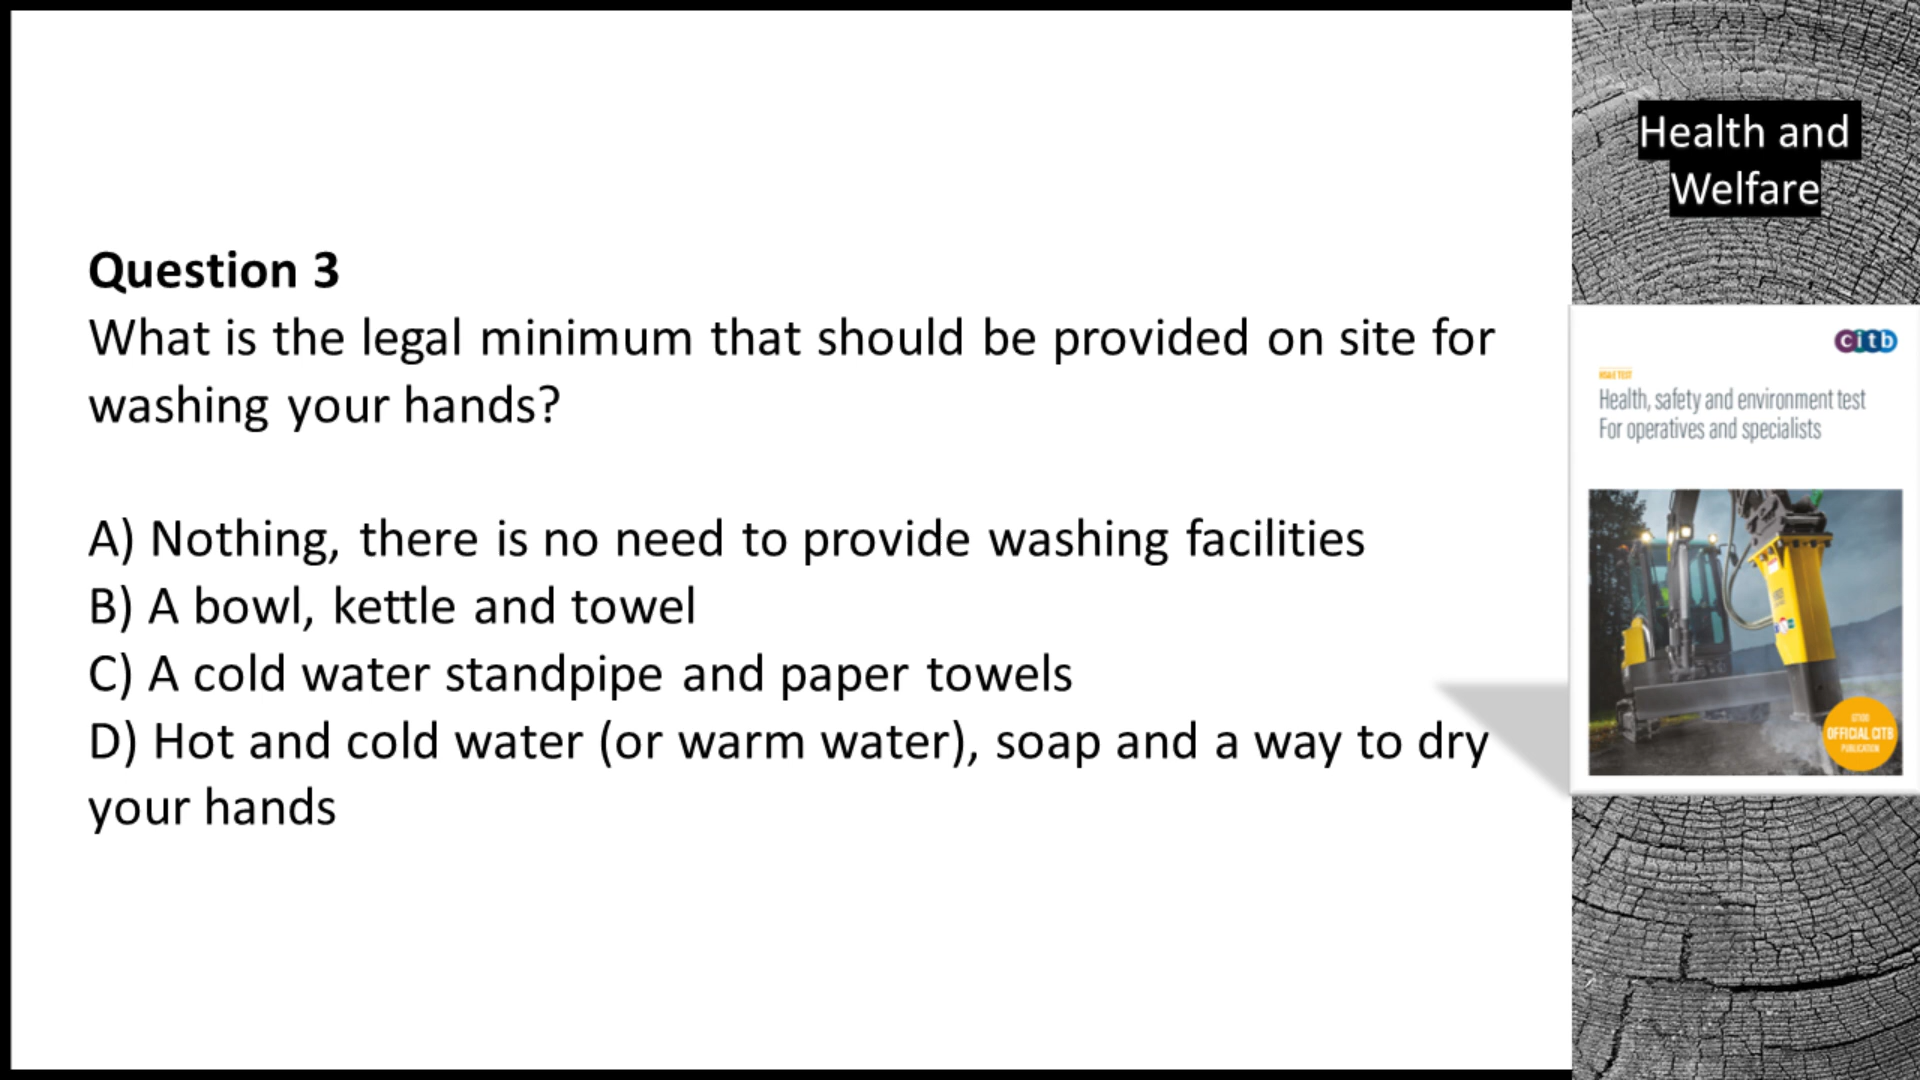 Health and
Welfare
Question 3
What is the legal minimum that should be provided on site for
washing your hands?
A) Nothing, there is no need to provide washing facilities
B) A bowl, kettle and towel
C) A cold water standpipe and paper towels
D) Hot and cold water (or warm water), soap and a way to dry
your hands
citb
HS&E TEST
Health, safety and environment test
For operatives and specialists
OFFICIAL CITB
PUBLICATION